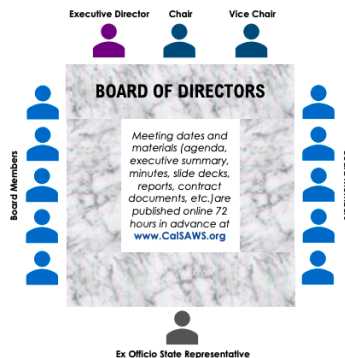 Executive Director Chair Vice Chair
BOARD OF DIRECTORS
Meeting dates and
materials (agenda,
executive summary,
minutes, slide decks,
reports, contract
documents, etc.)are
published online 72
hours in advance at
www.CalSAWS.org
Board Members
Ex Officio State Representative